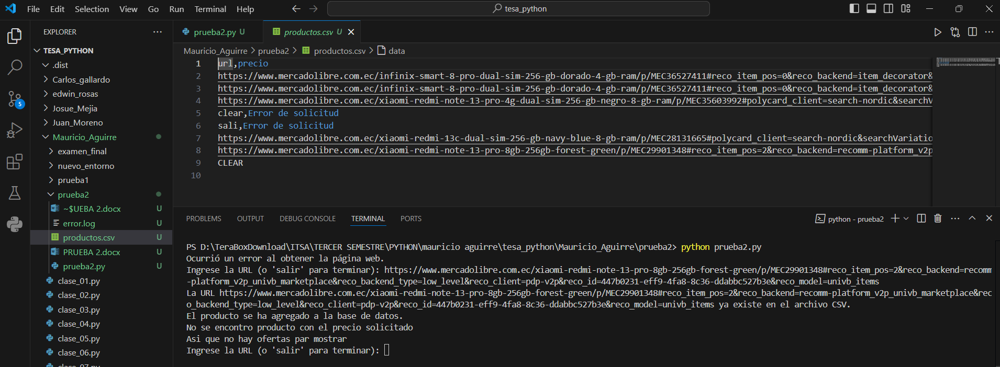 File Edit Selection View Go Run Terminal Help
tesa_python
EXPLORER
TESA_PYTHON
.dist
Carlos_gallardo
edwin_rosas
Josue_Mejia
Juan_Moreno
Mauricio_Aguirre
examen_final
nuevo_entorno
prueba1
prueba2
~$UEBA 2.docx U
error.log U
productos.csv U
PRUEBA 2.docx U
prueba2.py U
clase_01.py
clase_02.py
clase_03.py
clase_04.py
clase_05.py
clase_06.py
clase_07.py
5
prueba2.py U productos.csv U
Mauricio_Aguirre > prueba2 > productos.csv > data
1 url,precio
2 https://www.mercadolibre.com.ec/infinix-smart-8-pro-dual-sim-256-gb-dorado-4-gb-ram/p/MEC36527411#reco_item_pos=0&reco_backend=item_decorator&
3 https://www.mercadolibre.com.ec/infinix-smart-8-pro-dual-sim-256-gb-dorado-4-gb-ram/p/MEC36527411#reco_item_pos=0&reco_backend=item_decorator&
4 https://www.mercadolibre.com.ec/xiaomi-redmi-note-13-pro-4g-dual-sim-256-gb-negro-8-gb-ram/p/MEC35603992#polycard_client=search-nordic&searchV
5 clear,Error de solicitud
6 sali,Error de solicitud
7 https://www.mercadolibre.com.ec/xiaomi-redmi-13c-dual-sim-256-gb-navy-blue-8-gb-ram/p/MEC28131665#polycard_client=search-nordic&searchVariatio
8 https://www.mercadolibre.com.ec/xiaomi-redmi-note-13-pro-8gb-256gb-forest-green/p/MEC29901348#reco_item_pos=2&reco_backend=recomm-platform_v2p
9 CLEAR
10
PROBLEMS OUTPUT DEBUG CONSOLE TERMINAL PORTS
python - prueba2
PS D:\TeraBoxDownload\ITSA\TERCER SEMESTRE\PYTHON\mauricio aguirre\tesa_python\Mauricio_Aguirre\prueba2> python prueba2.py
Ocurrió un error al obtener la página web.
Ingrese la URL (o 'salir' para terminar): https://www.mercadolibre.com.ec/xiaomi-redmi-note-13-pro-8gb-256gb-forest-green/p/MEC29901348#reco_item_pos=2&reco_backend=recomm
-platform_v2p_univb_marketplace&reco_backend_type=low_level&reco_client=pdp-v2p&reco_id=447b0231-eff9-4fa8-8c36-ddabbc527b3e&reco_model=univb_items
La URL https://www.mercadolibre.com.ec/xiaomi-redmi-note-13-pro-8gb-256gb-forest-green/p/MEC29901348#reco_item_pos=2&reco_backend=recomm-platform_v2p_univb_marketplace&rec
o_backend_type=low_level&reco_client=pdp-v2p&reco_id=447b0231-eff9-4fa8-8c36-ddabbc527b3e&reco_model=univb_items ya existe en el archivo CSV.
El producto se ha agregado a la base de datos.
No se encontro producto con el precio solicitado
Asi que no hay ofertas par mostrar
Ingrese la URL (o 'salir' para terminar):